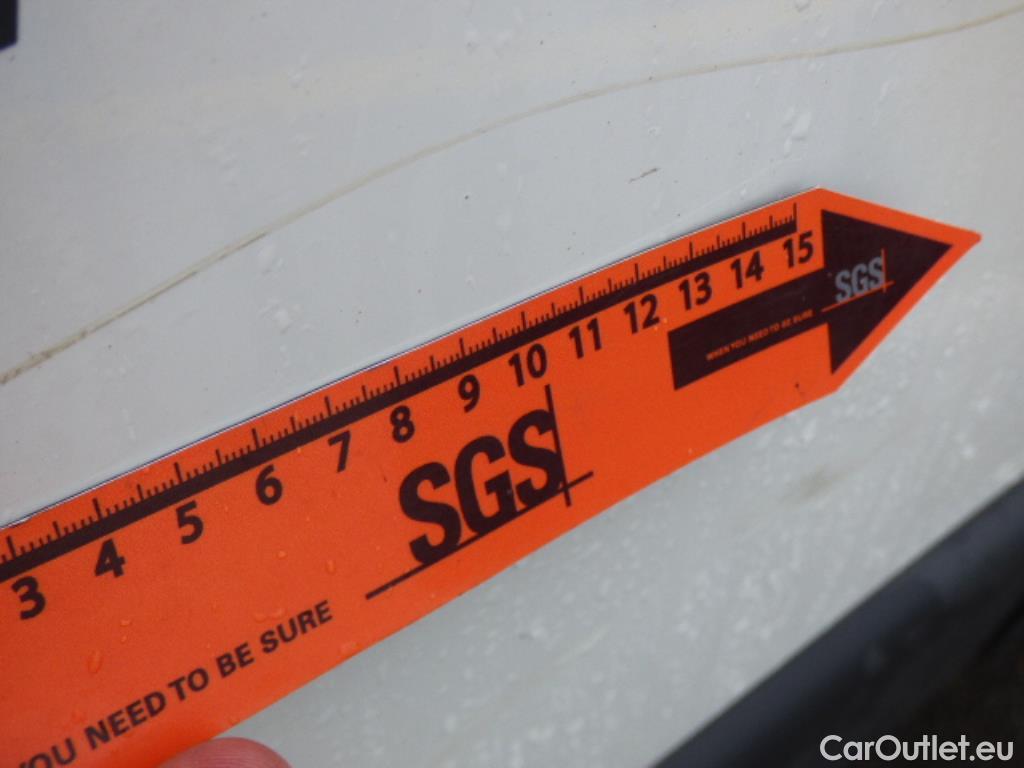 3 4 5 6 7 8 9 10 11 12 13 14 15
SGS
WHEN YOU NEED TO BE SURE
SGS
YOU NEED TO BE SURE
CarOutlet.eu